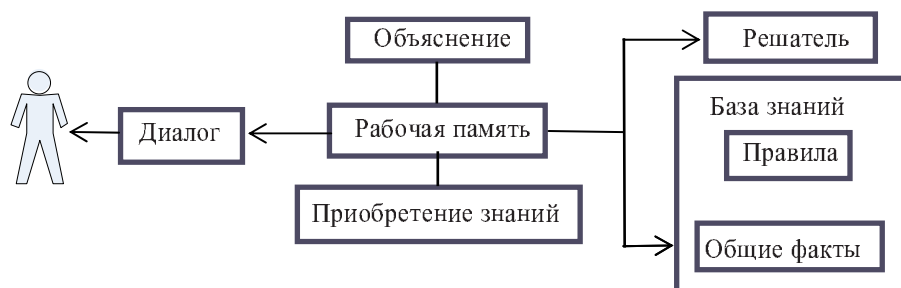 Объяснение
Решатель
База знаний
Диалог
Рабочая память
Правила
Приобретение знаний
Общие факты